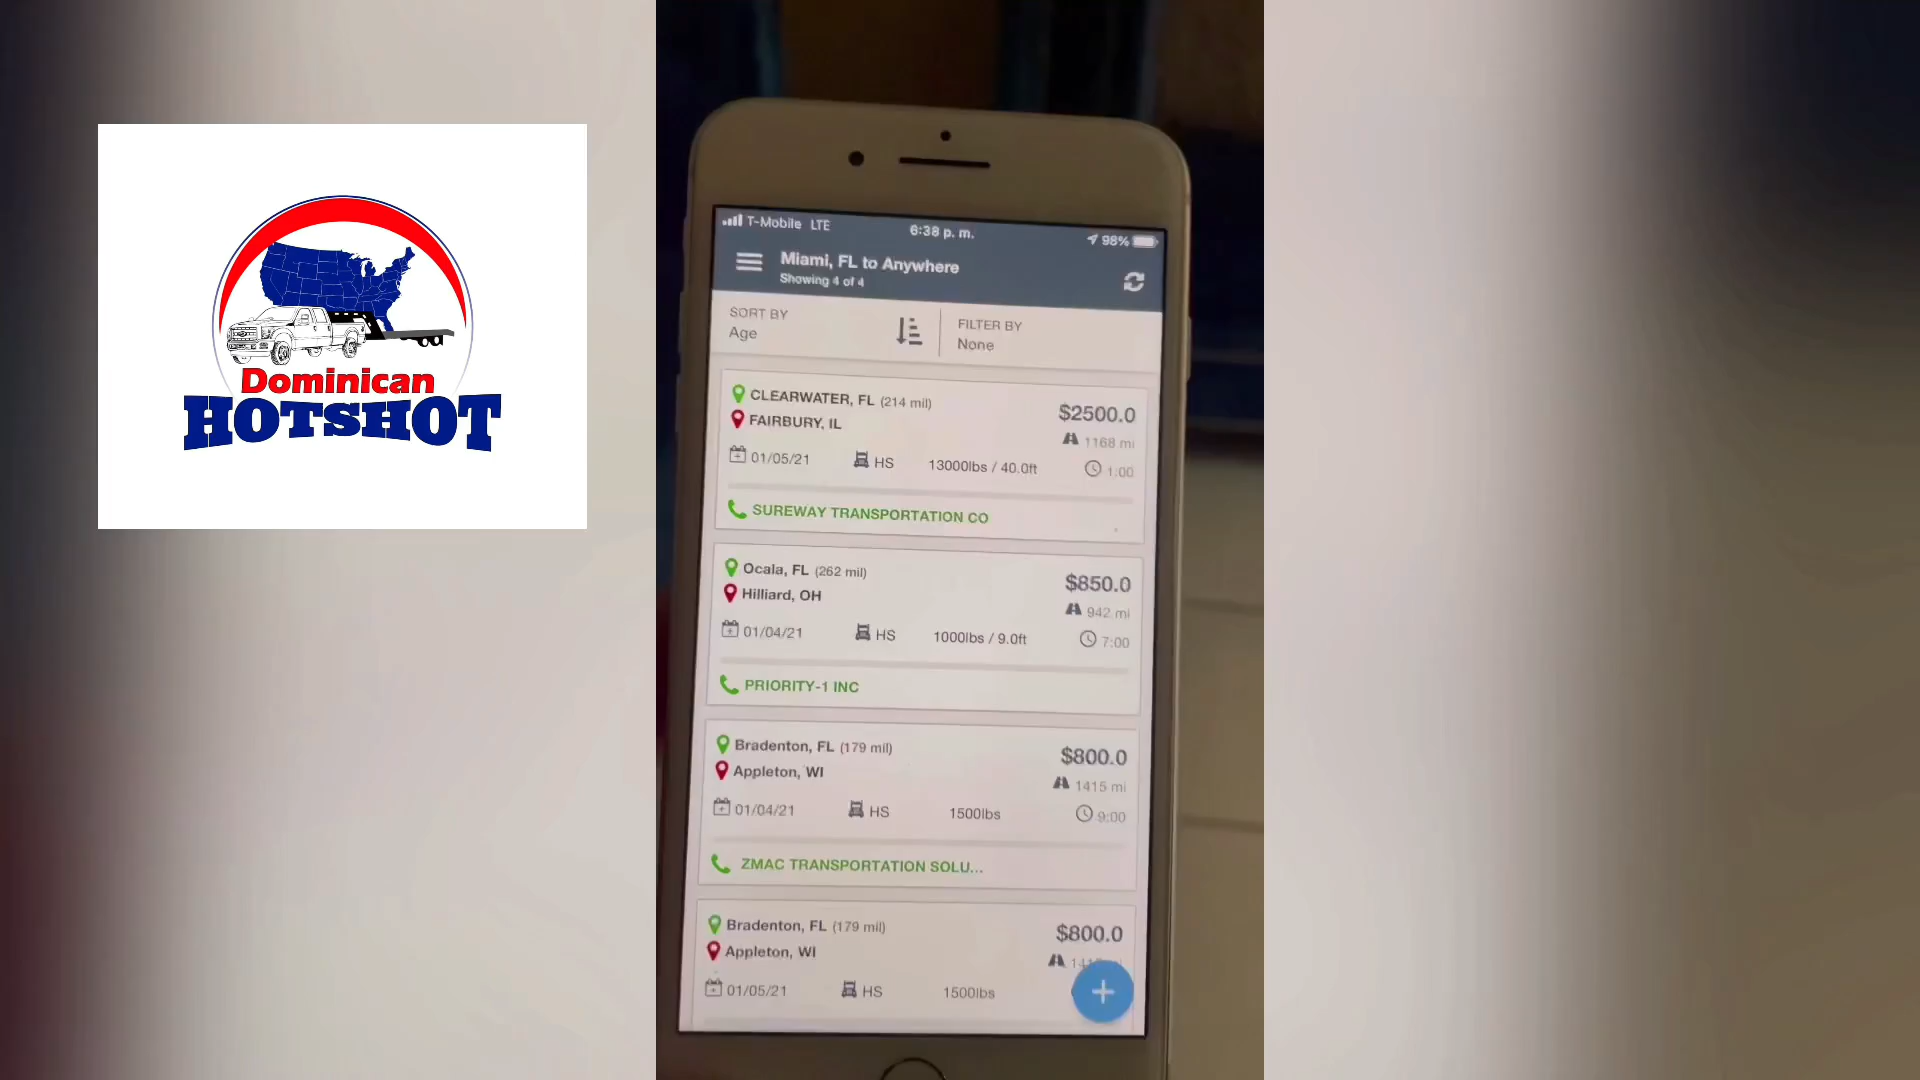 Dominican
HOTSHOT
T-Mobile LTE
6:38 p. m.
98%
Miami, FL to Anywhere
Showing 4 of 4
SORT BY
Age
FILTER BY
None
CLEARWATER, FL (214 mil)
$2500.0
FAIRBURY, IL
1168 mi
01/05/21
HS
13000lbs / 40.0ft
1:00
SUREWAY TRANSPORTATION CO
Ocala, FL (262 mil)
$850.0
Hilliard, OH
942 mi
01/04/21
HS
1000lbs / 9.0ft
7:00
PRIORITY-1 INC
Bradenton, FL (179 mil)
$800.0
Appleton, WI
1415 mi
01/04/21
HS
1500lbs
9:00
ZMAC TRANSPORTATION SOLU...
Bradenton, FL (179 mil)
$800.0
Appleton, WI
01/05/21
HS
1500lbs